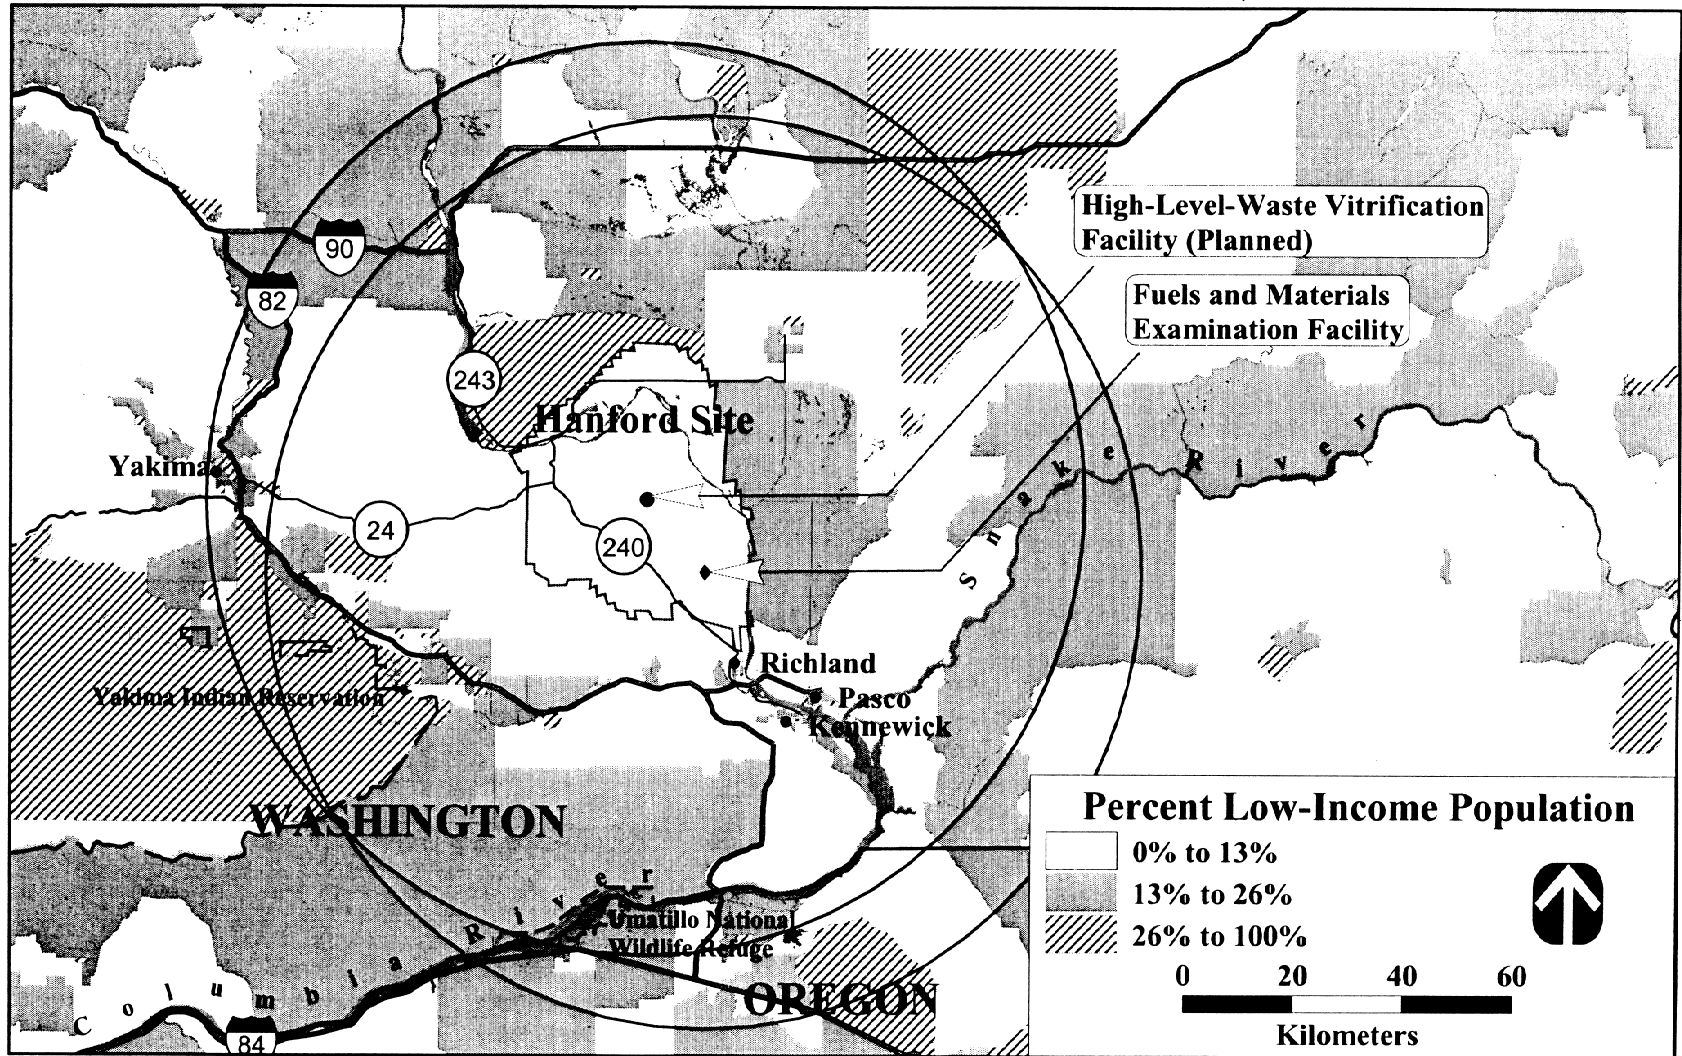 High-Level-Waste Vitrification
Facility (Planned)
90
82
Fuels and Materials
Examination Facility
243
Hanford Site
Yakima
24
240
Snake River
Richland
Pasco
Kennewick
Yakima Indian Reservation
WASHINGTON
Umatillo National
Wildlife Refuge
Columbia River
OREGON
84
Percent Low-Income Population
0% to 13%
13% to 26%
26% to 100%
0 20 40 60
Kilometers